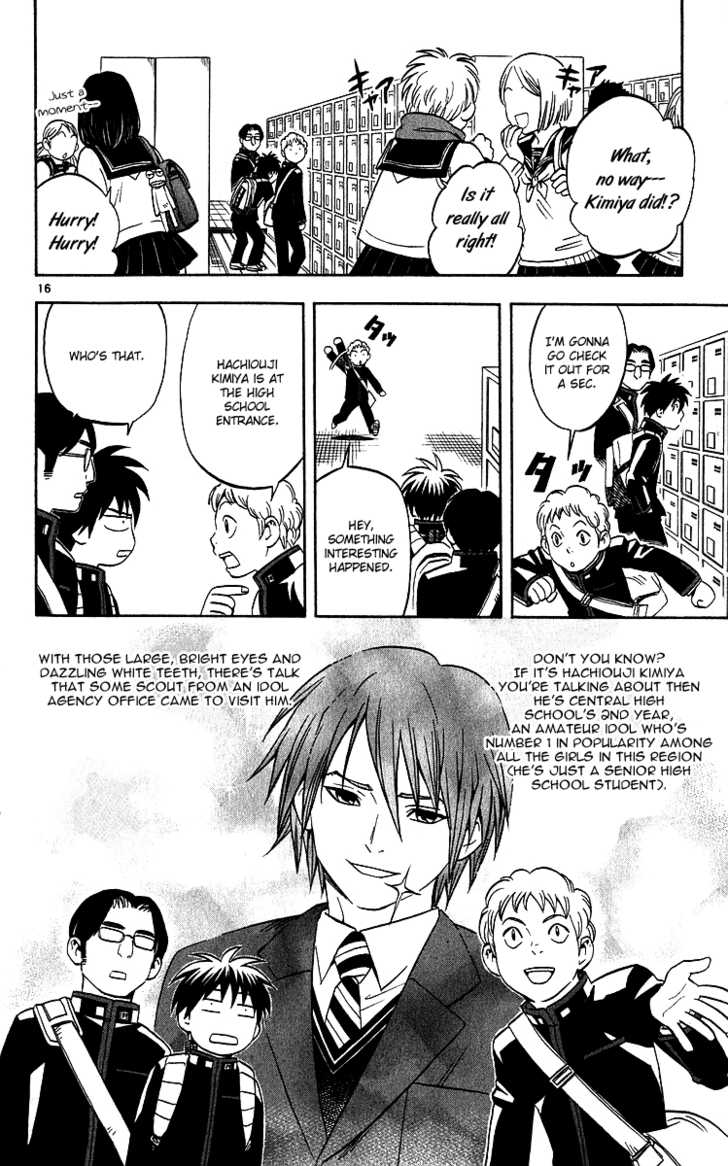 What,
no way--
Kimiya did!?
キャァ
キャァ
Is it
really all
right!
Just a
moment--
Hurry!
Hurry!
16
I'M GONNA
GO CHECK
IT OUT FOR
A SEC.
ダッ
ダッ
HEY,
SOMETHING
INTERESTING
HAPPENED.
HACHIOUJI
KIMIYA IS AT
THE HIGH
SCHOOL
ENTRANCE.
WHO'S THAT.
DON'T YOU KNOW?
IF IT'S HACHIOUJI KIMIYA
YOU'RE TALKING ABOUT THEN
HE'S CENTRAL HIGH
SCHOOL'S 2ND YEAR,
AN AMATEUR IDOL WHO'S
NUMBER 1 IN POPULARITY AMONG
ALL THE GIRLS IN THIS REGION
(HE'S JUST A SENIOR HIGH
SCHOOL STUDENT).
WITH THOSE LARGE, BRIGHT EYES AND
DAZZLING WHITE TEETH, THERE'S TALK
THAT SOME SCOUT FROM AN IDOL
AGENCY OFFICE CAME TO VISIT HIM.